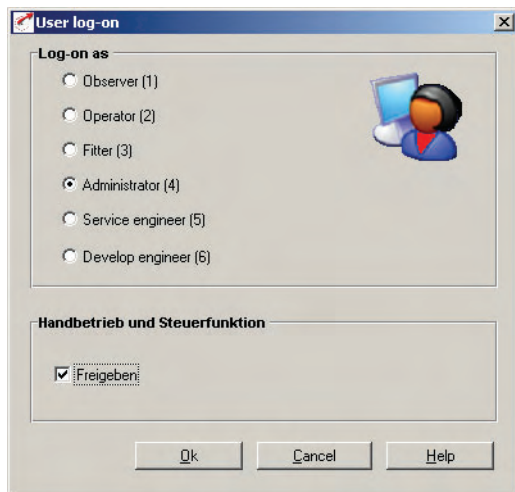 User log-on
Log-on as
Observer (1)
Operator (2)
Fitter (3)
Administrator (4)
Service engineer (5)
Develop engineer (6)
Handbetrieb und Steuerfunktion
Freigeben
Ok Cancel Help